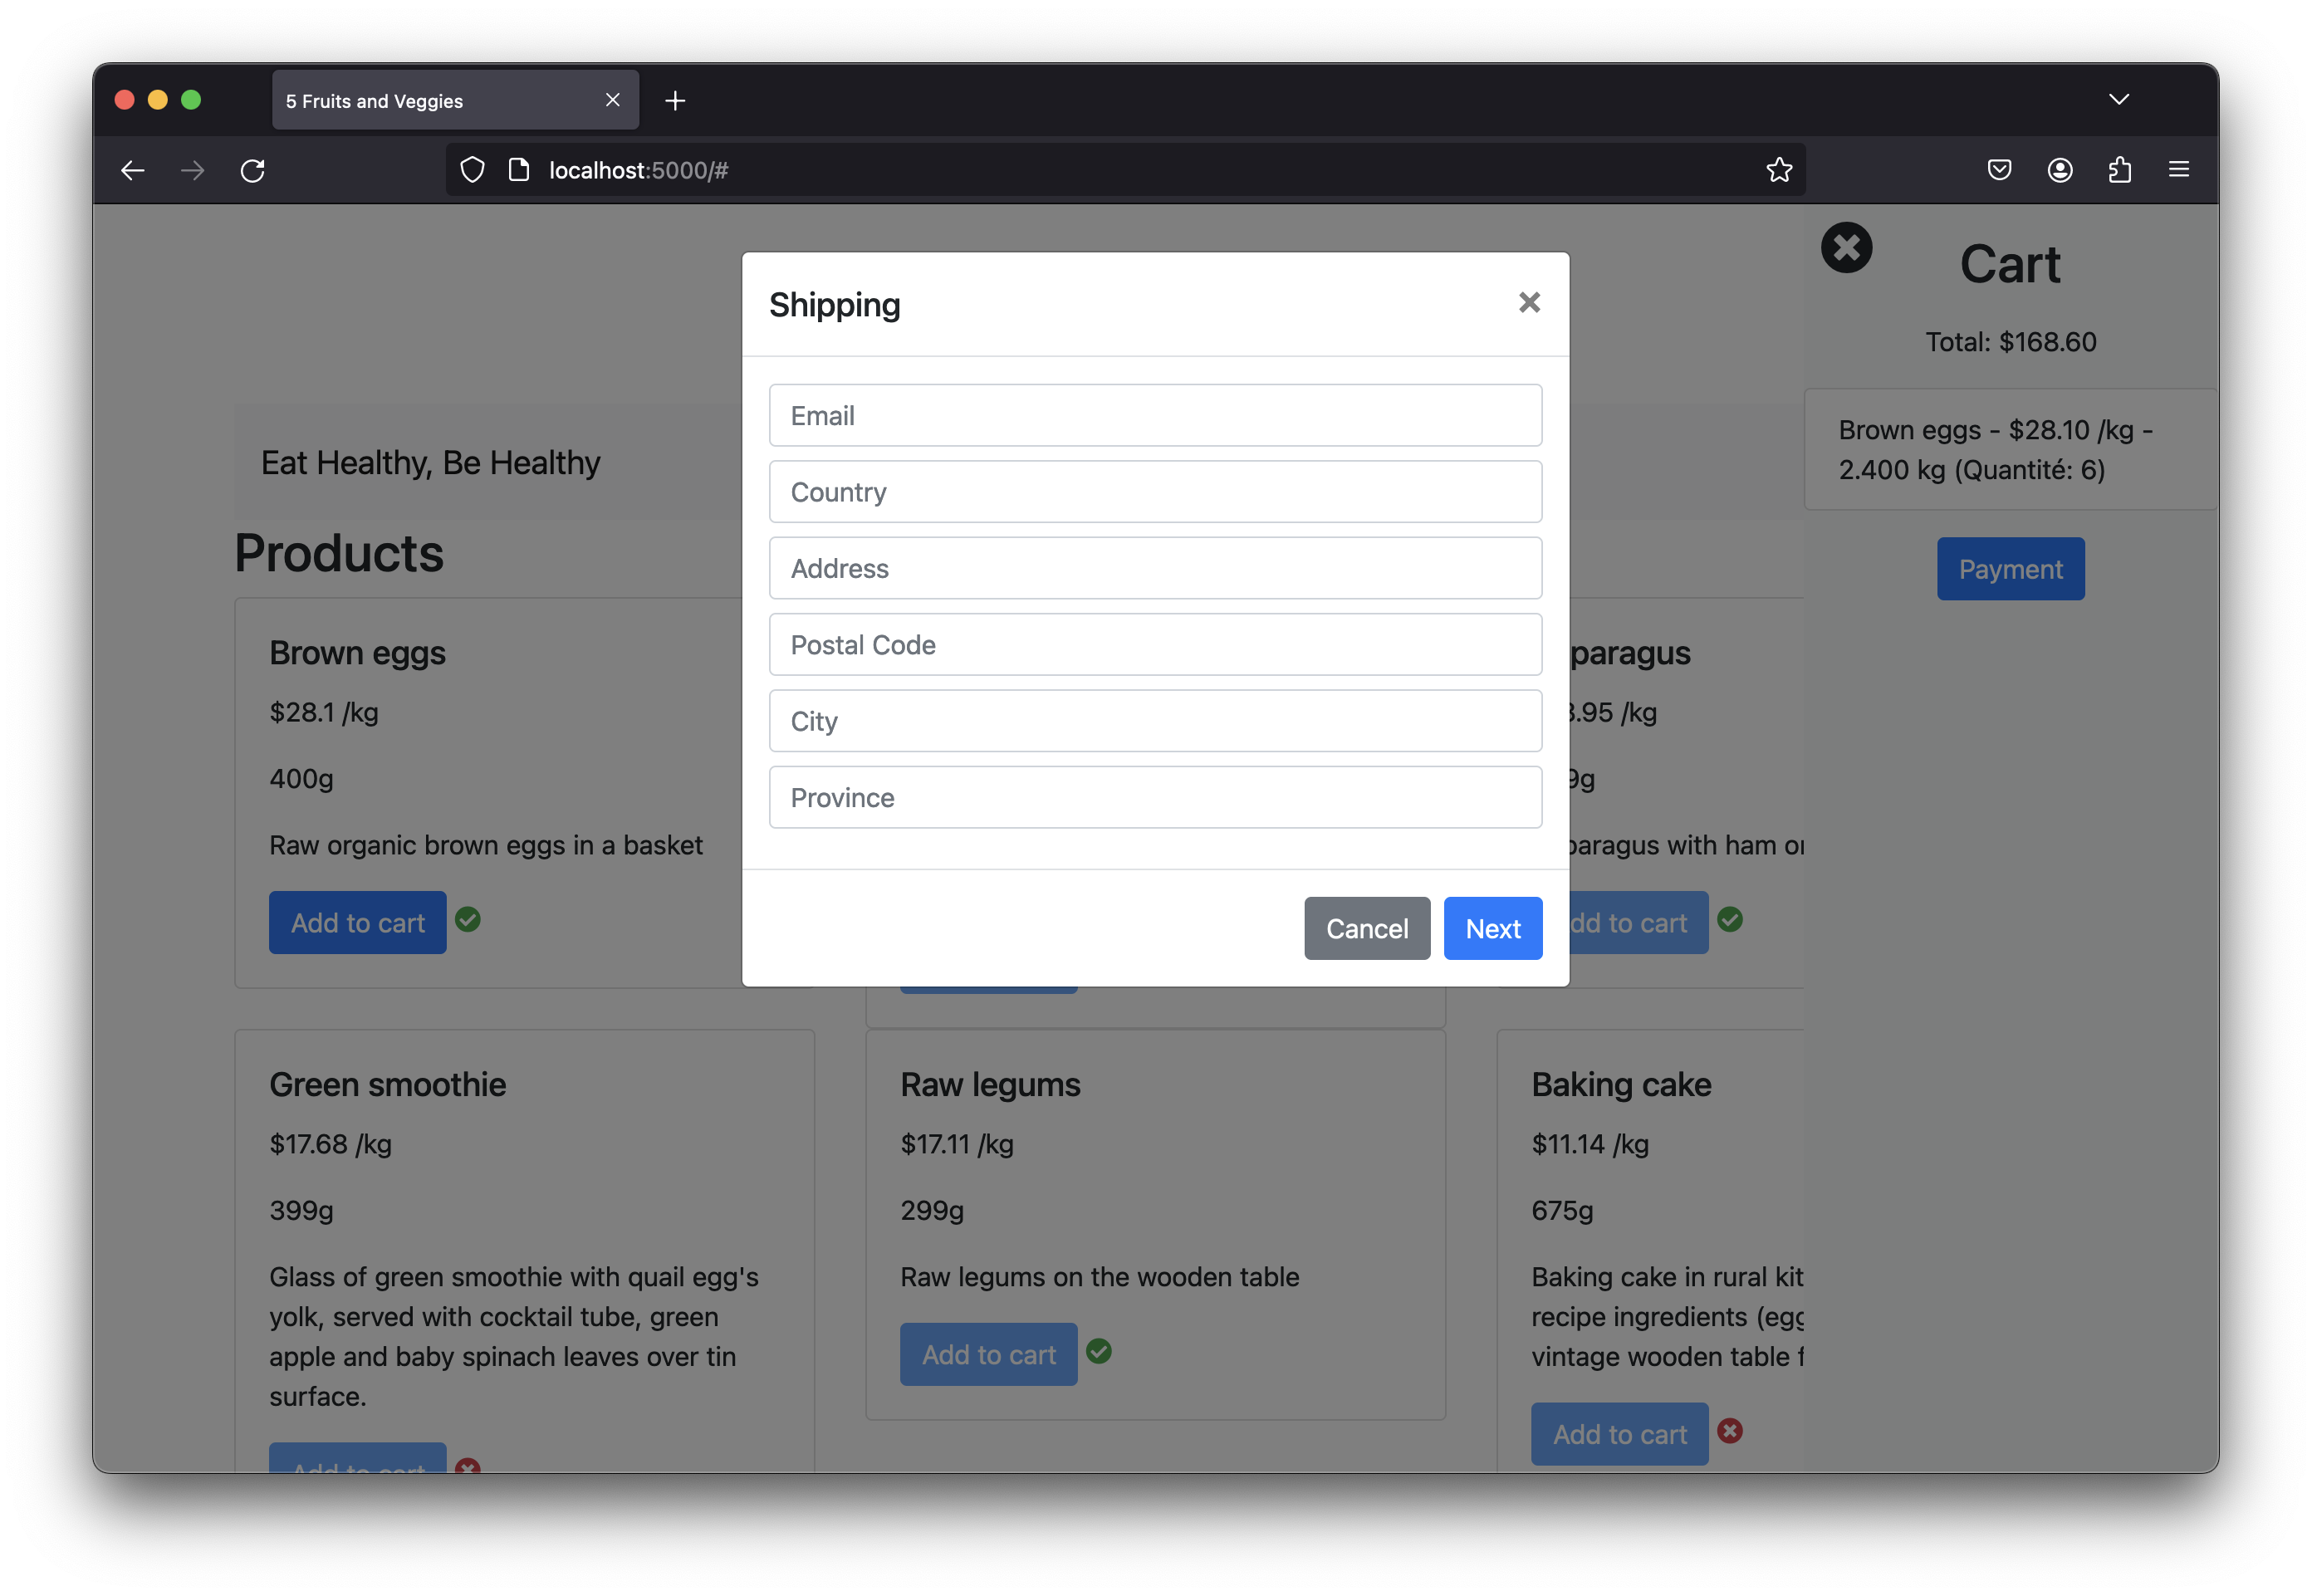 5 Fruits and Veggies
localhost:5000/#
Shipping
Email
Country
Address
Postal Code
City
Province
Cancel
Next
Cart
Total: $168.60
Brown eggs - $28.10 /kg -
2.400 kg (Quantité: 6)
Payment
Eat Healthy, Be Healthy
Products
Brown eggs
$28.1 /kg
400g
Raw organic brown eggs in a basket
Add to cart
paragus
.95 /kg
9g
paragus with ham
dd to cart
Green smoothie
$17.68 /kg
399g
Glass of green smoothie with quail egg's
yolk, served with cocktail tube, green
apple and baby spinach leaves over tin
surface.
Add to cart
Raw legums
$17.11 /kg
299g
Raw legums on the wooden table
Add to cart
Baking cake
$11.14 /kg
675g
Baking cake in rural kit
recipe ingredients (egg
vintage wooden table f
Add to cart